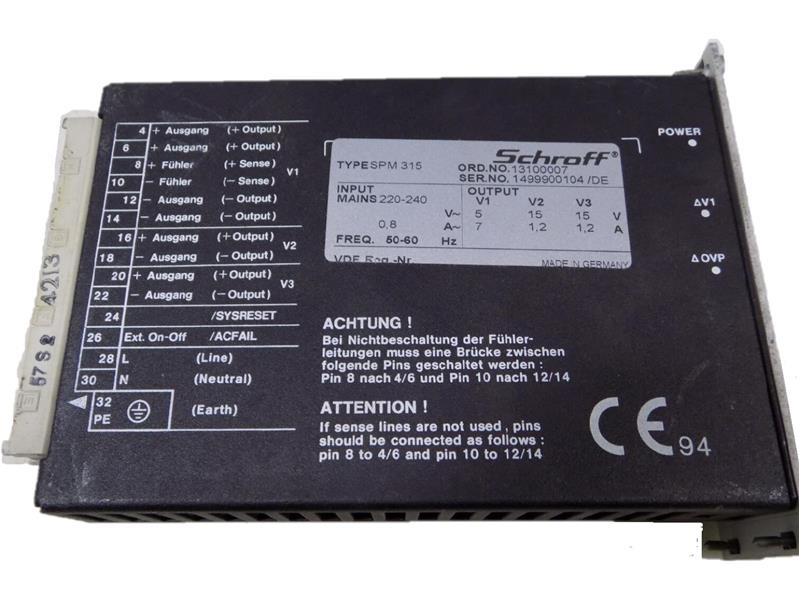 4 + Ausgang (+ Output)
6 + Ausgang (+ Output)
8 + Fühler (+ Sense)
V1
10 − Fühler (− Sense)
12 − Ausgang (− Output)
14 − Ausgang (− Output)
16 + Ausgang (+ Output)
V2
18 − Ausgang (− Output)
20 + Ausgang (+ Output)
V3
22 − Ausgang (− Output)
24 /SYSRESET
26 Ext. On-Off /ACFAIL
28 L (Line)
30 N (Neutral)
32
PE (Earth)
4213
57S2
Schroff®
TYPE SPM 315 ORD.NO. 13100007
SER.NO. 1499900104 /DE
INPUT OUTPUT
MAINS 220-240 V1 V2 V3
V~ 5 15 15 V
0,8 A~ 7 1,2 1,2 A
FREQ. 50-60 Hz
VDE Reg.-Nr. MADE IN GERMANY
POWER
Δ V1
Δ OVP
ACHTUNG !
Bei Nichtbeschaltung der Fühler-
leitungen muss eine Brücke zwischen
folgende Pins geschaltet werden :
Pin 8 nach 4/6 und Pin 10 nach 12/14
ATTENTION !
If sense lines are not used, pins
should be connected as follows :
pin 8 to 4/6 and pin 10 to 12/14
CE 94